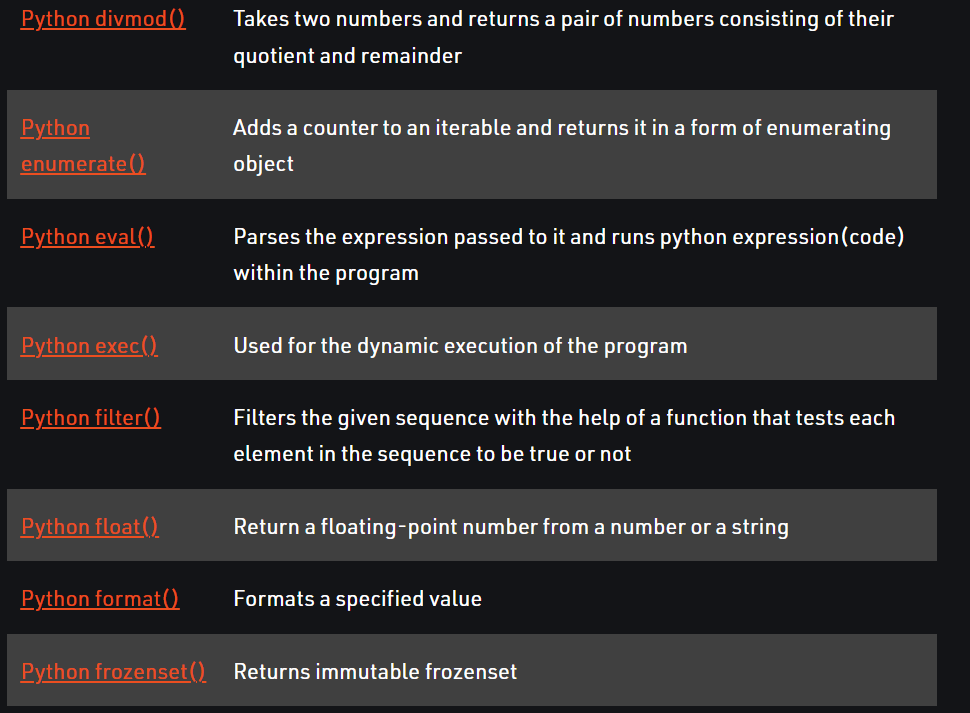 Python divmod() Takes two numbers and returns a pair of numbers consisting of their
quotient and remainder
Python Adds a counter to an iterable and returns it in a form of enumerating
enumerate() object
Python eval() Parses the expression passed to it and runs python expression(code)
within the program
Python exec() Used for the dynamic execution of the program
Python filter() Filters the given sequence with the help of a function that tests each
element in the sequence to be true or not
Python float() Return a floating-point number from a number or a string
Python format() Formats a specified value
Python frozenset() Returns immutable frozenset